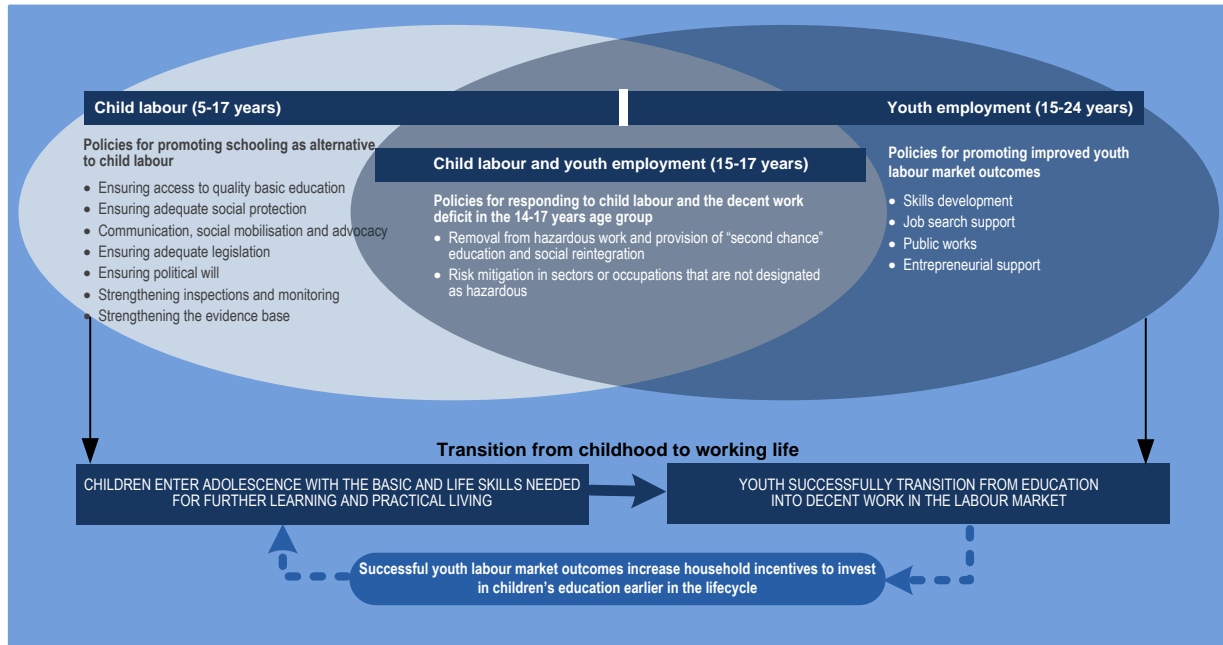 Child labour (5-17 years)
Youth employment (15-24 years)
Policies for promoting schooling as alternative
to child labour
• Ensuring access to quality basic education
• Ensuring adequate social protection
• Communication, social mobilisation and advocacy
• Ensuring adequate legislation
• Ensuring political will
• Strengthening inspections and monitoring
• Strengthening the evidence base
Child labour and youth employment (15-17 years)
Policies for responding to child labour and the decent work
deficit in the 14-17 years age group
• Removal from hazardous work and provision of “second chance”
education and social reintegration
• Risk mitigation in sectors or occupations that are not designated
as hazardous
Policies for promoting improved youth
labour market outcomes
• Skills development
• Job search support
• Public works
• Entrepreneurial support
Transition from childhood to working life
CHILDREN ENTER ADOLESCENCE WITH THE BASIC AND LIFE SKILLS NEEDED
FOR FURTHER LEARNING AND PRACTICAL LIVING
YOUTH SUCCESSFULLY TRANSITION FROM EDUCATION
INTO DECENT WORK IN THE LABOUR MARKET
Successful youth labour market outcomes increase household incentives to invest
in children’s education earlier in the lifecycle